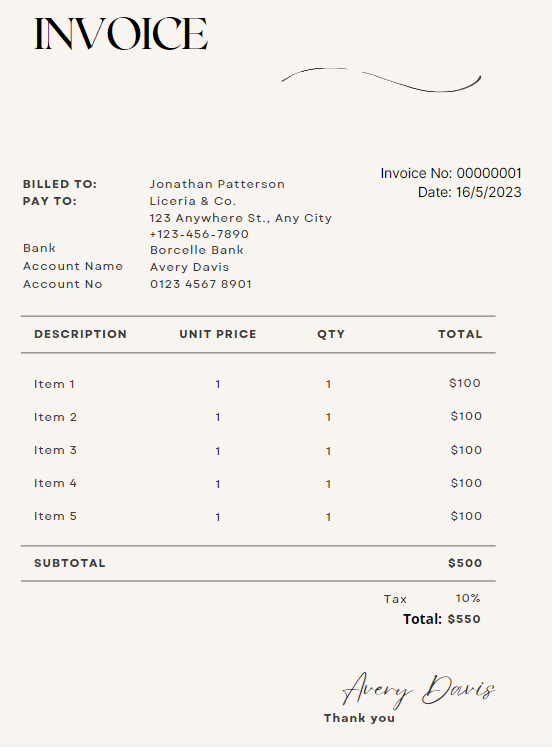 INVOICE
Invoice No: 00000001
Date: 16/5/2023
BILLED TO: Jonathan Patterson
PAY TO: Liceria & Co.
123 Anywhere St., Any City
+123-456-7890
Bank Borcelle Bank
Account Name Avery Davis
Account No 0123 4567 8901
DESCRIPTION UNIT PRICE QTY TOTAL
Item 1 1 1 $100
Item 2 1 1 $100
Item 3 1 1 $100
Item 4 1 1 $100
Item 5 1 1 $100
SUBTOTAL $500
Tax 10%
Total: $550
Avery Davis
Thank you